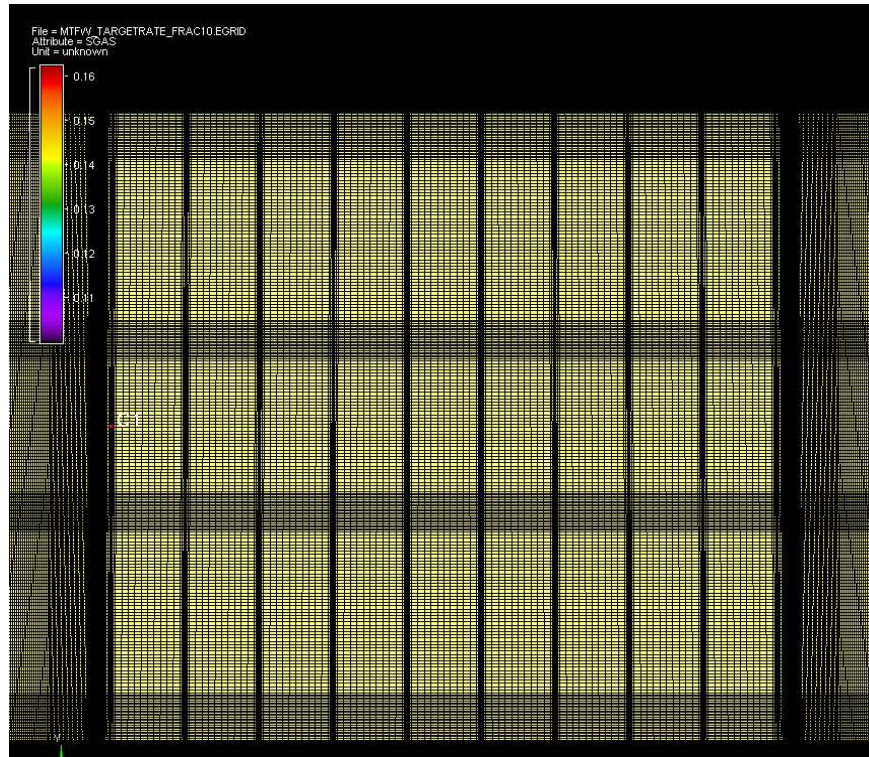 File = MTFW_TARGETRATE_FRAC10.EGRID
Attribute = SGAS
Unit = unknown
0.16
0.15
0.14
0.13
0.12
0.11
C1
Y